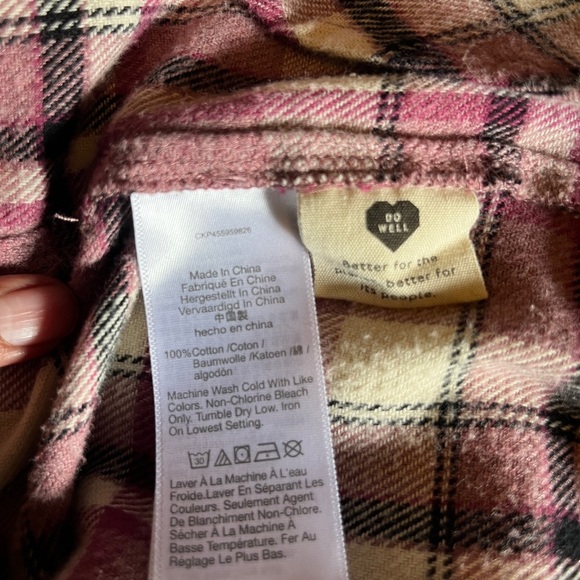 CKP455959626
Made In China
Fabriqué En Chine
Hergestellt In China
Vervaardigd In China
中国製
hecho en china
100%Cotton /Coton /
Baumwolle /Katoen /綿 /
algodón
Machine Wash Cold With Like
Colors. Non-Chlorine Bleach
Only. Tumble Dry Low. Iron
On Lowest Setting.
30
Laver À La Machine À L'eau
Froide.Laver En Séparant Les
Couleurs. Seulement Agent
De Blanchiment Non-Chlore.
Sécher À La Machine À
Basse Température. Fer Au
Réglage Le Plus Bas.
DO
WELL
Better for the
better for
its people.